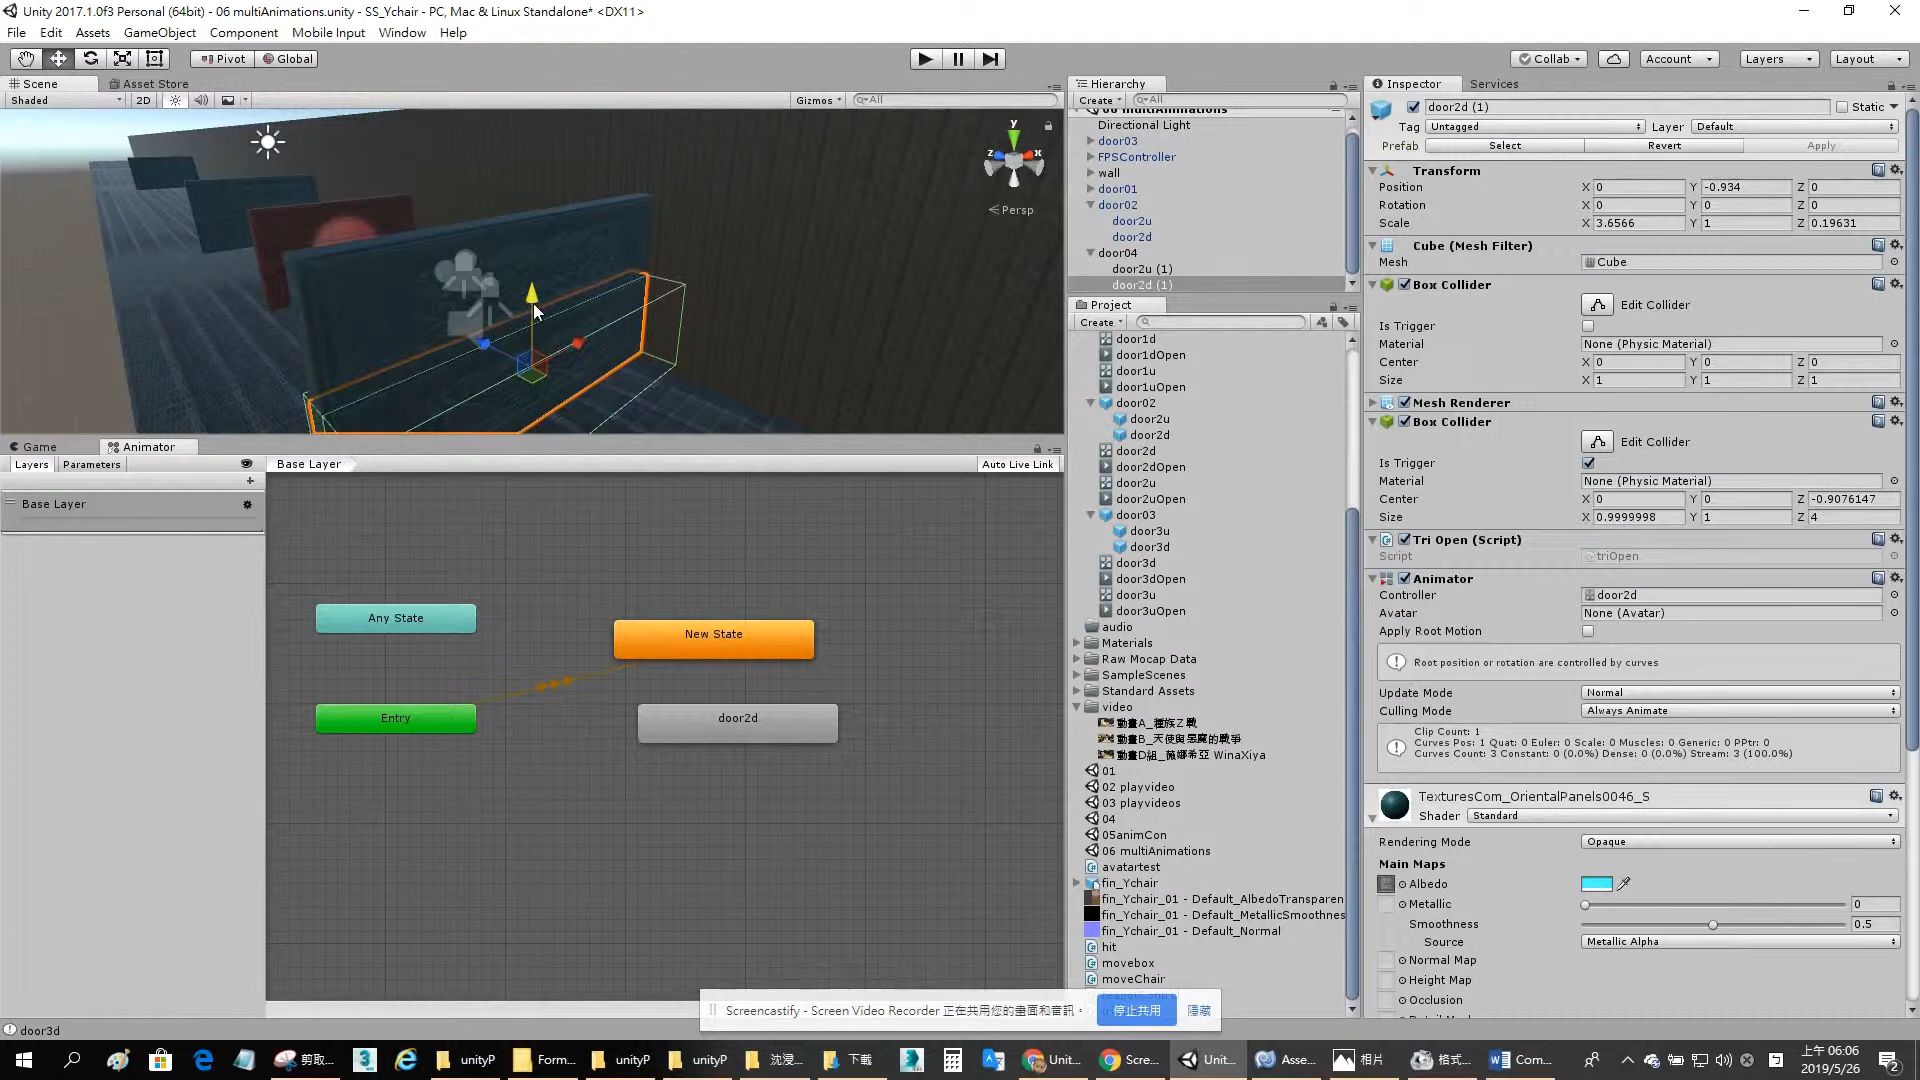 Unity 2017.1.0f3 Personal (64bit) - 06 multiAnimations.unity - SS_Ychair - PC, Mac & Linux Standalone* <DX11>
File Edit Assets GameObject Component Mobile Input Window Help
Pivot Global Collab Account Layers Layout
Scene Asset Store
Shaded 2D Gizmos All
y
z x
Persp
Game Animator
Layers Parameters Base Layer Auto Live Link
Base Layer
Any State
New State
Entry
door2d
Hierarchy
Create All
06 multiAnimations
Directional Light
door03
FPSController
wall
door01
door02
door2u
door2d
door04
door2u (1)
door2d (1)
Project
Create
door1d
door1dOpen
door1u
door1uOpen
door02
door2u
door2d
door2d
door2dOpen
door2u
door2uOpen
door03
door3u
door3d
door3d
door3dOpen
door3u
door3uOpen
audio
Materials
Raw Mocap Data
SampleScenes
Standard Assets
video
動畫A_種族Z戰
動畫B_天使與惡魔的戰爭
動畫D組_薇娜希亞 WinaXiya
01
02 playvideo
03 playvideos
04
05animCon
06 multiAnimations
avatartest
fin_Ychair
fin_Ychair_01 - Default_AlbedoTransparen
fin_Ychair_01 - Default_MetallicSmoothnes
fin_Ychair_01 - Default_Normal
hit
movebox
moveChair
Inspector Services
door2d (1) Static
Tag Untagged Layer Default
Prefab Select Revert Apply
Transform
Position X 0 Y -0.934 Z 0
Rotation X 0 Y 0 Z 0
Scale X 3.6566 Y 1 Z 0.19631
Cube (Mesh Filter)
Mesh Cube
Box Collider
Edit Collider
Is Trigger
Material None (Physic Material)
Center X 0 Y 0 Z 0
Size X 1 Y 1 Z 1
Mesh Renderer
Box Collider
Edit Collider
Is Trigger
Material None (Physic Material)
Center X 0 Y 0 Z -0.9076147
Size X 0.9999998 Y 1 Z 4
Tri Open (Script)
Script triOpen
Animator
Controller door2d
Avatar None (Avatar)
Apply Root Motion
Root position or rotation are controlled by curves
Update Mode Normal
Culling Mode Always Animate
Clip Count: 1
Curves Pos: 1 Quat: 0 Euler: 0 Scale: 0 Muscles: 0 Generic: 0 PPtr: 0
Curves Count: 3 Constant: 0 (0.0%) Dense: 0 (0.0%) Stream: 3 (100.0%)
TexturesCom_OrientalPanels0046_S
Shader Standard
Rendering Mode Opaque
Main Maps
Albedo
Metallic 0
Smoothness 0.5
Source Metallic Alpha
Normal Map
Height Map
Occlusion
Screencastify - Screen Video Recorder 正在共用您的畫面和音訊。 停止共用 隱藏
door3d
剪取... unityP Form... unityP unityP 沈浸... 下載 Unit... Scre... Unit... Asse... 相片 格式... Com...
上午 06:06
2019/5/26
2